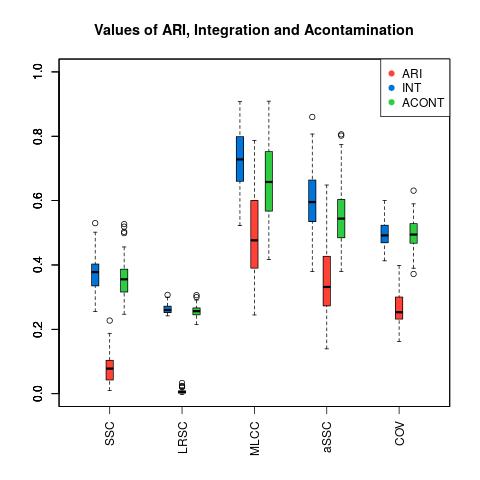 Values of ARI, Integration and Acontamination
ARI
INT
ACONT
1.0
0.8
0.6
0.4
0.2
0.0
SSC
LRSC
MLCC
aSSC
COV